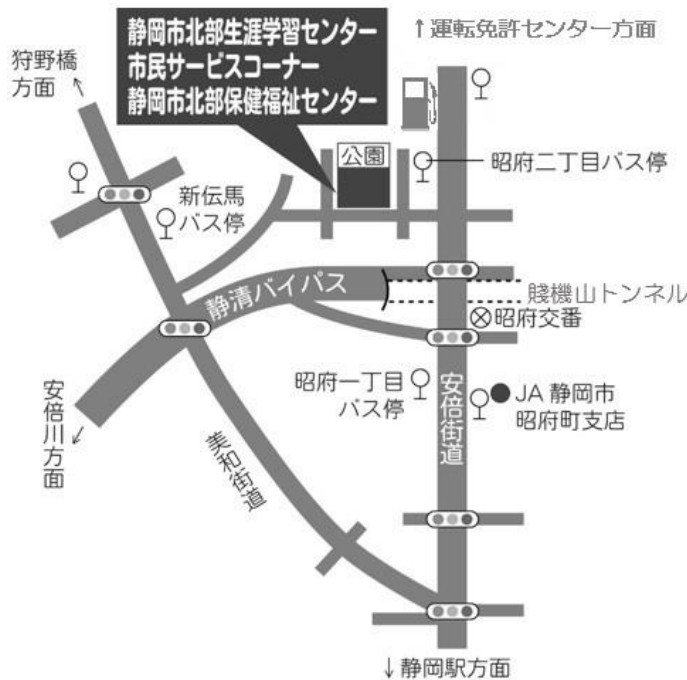 静岡市北部生涯学習センター
市民サービスコーナー
静岡市北部保健福祉センター
↑運転免許センター方面
狩野橋
方面
公園
昭府二丁目バス停
新伝馬
バス停
静清バイパス
賤機山トンネル
昭府交番
昭府一丁目
バス停
安倍街道
JA 静岡市
昭府町支店
安倍川方面
美和街道
↓静岡駅方面